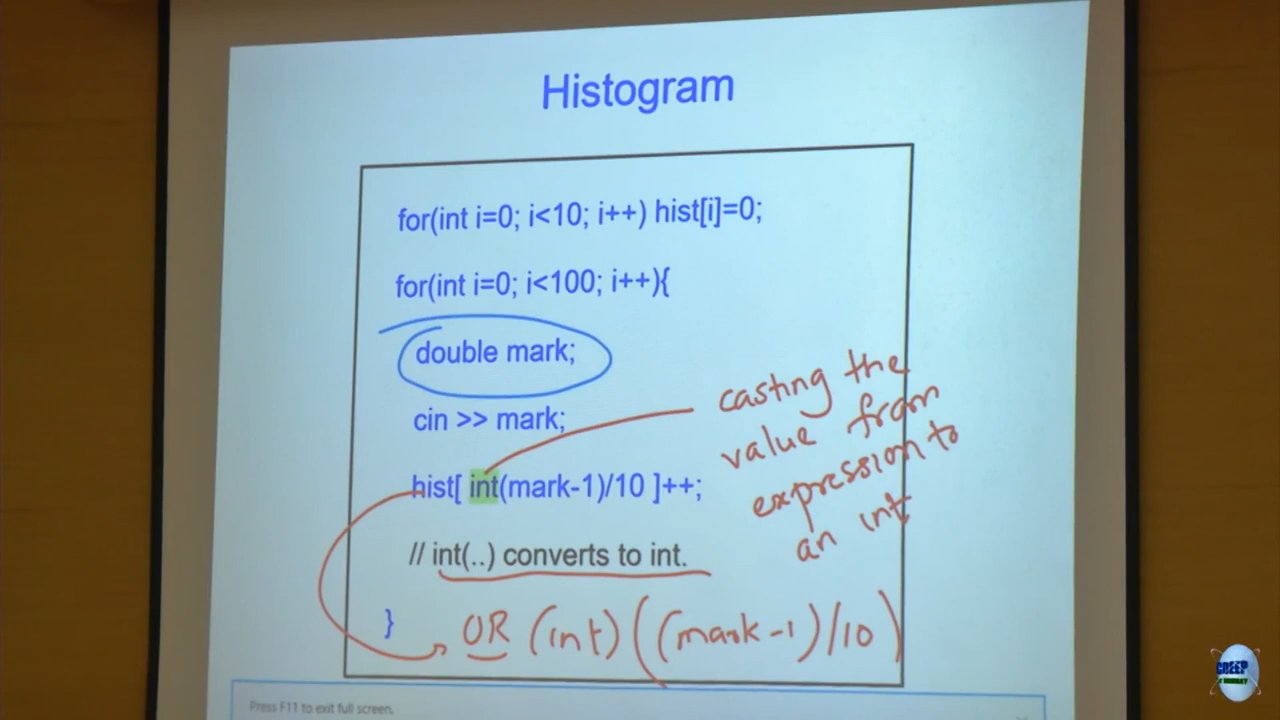 Histogram
for(int i=0; i<10; i++) hist[i]=0;
for(int i=0; i<100; i++){
double mark;
cin >> mark;
hist[ int(mark-1)/10 ]++;
// int(..) converts to int.
}
casting the
value from
expression to
an int
OR (int) ((mark-1)/10)
Press F11 to exit full screen.
CREEP